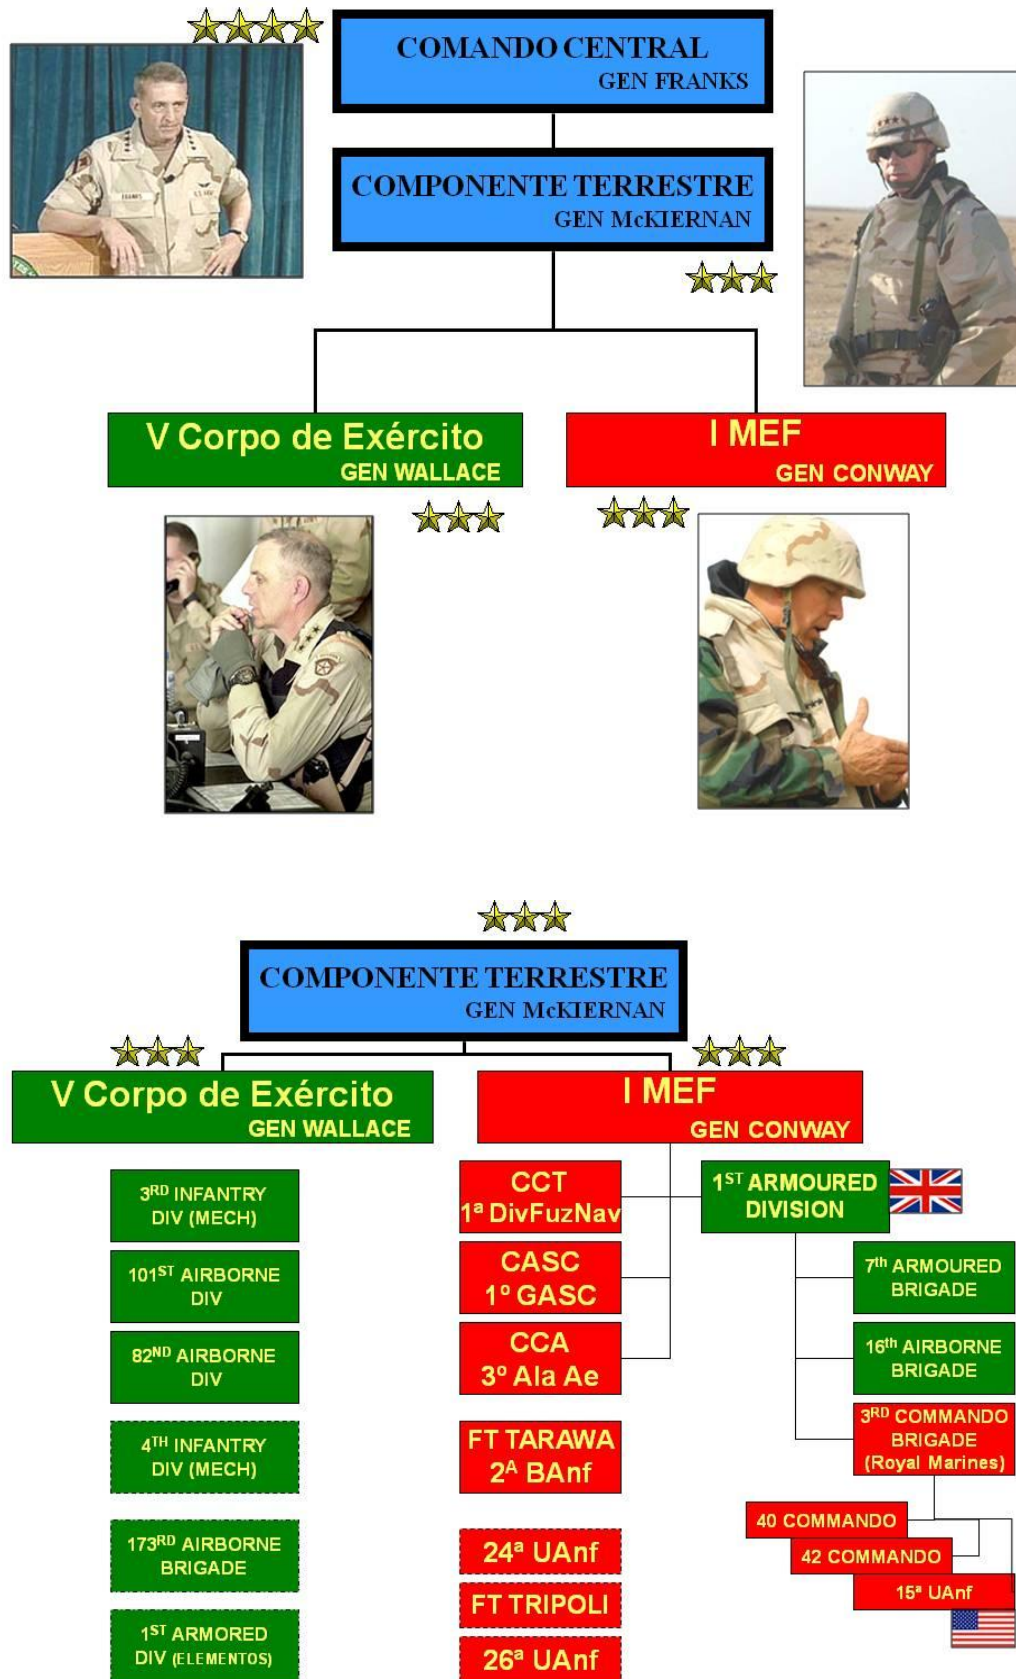 COMANDO CENTRAL
GEN FRANKS
COMPONENTE TERRESTRE
GEN McKIERNAN
V Corpo de Exército
GEN WALLACE
I MEF
GEN CONWAY
COMPONENTE TERRESTRE
GEN McKIERNAN
V Corpo de Exército
GEN WALLACE
I MEF
GEN CONWAY
3RD INFANTRY
DIV (MECH)
101ST AIRBORNE
DIV
82ND AIRBORNE
DIV
4TH INFANTRY
DIV (MECH)
173RD AIRBORNE
BRIGADE
1ST ARMORED
DIV (ELEMENTOS)
CCT
1ª DivFuzNav
CASC
1º GASC
CCA
3º Ala Ae
FT TARAWA
2ª BAnf
24ª UAnf
FT TRIPOLI
26ª UAnf
1ST ARMOURED
DIVISION
7th ARMOURED
BRIGADE
16th AIRBORNE
BRIGADE
3RD COMMANDO
BRIGADE
(Royal Marines)
40 COMMANDO
42 COMMANDO
15ª UAnf